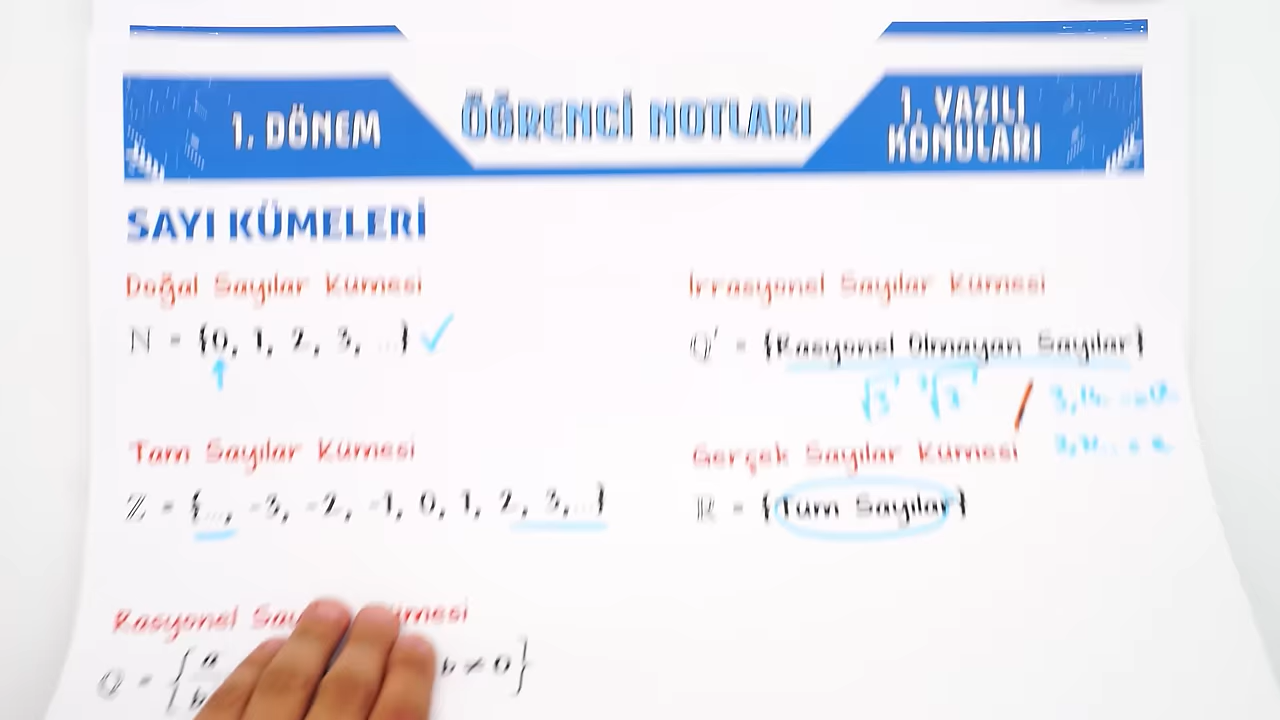 1. DÖNEM
ÖĞRENCİ NOTLARI
1. YAZILI
KONULARI
SAYI KÜMELERİ
Doğal Sayılar Kümesi
N = {0, 1, 2, 3, ...} ✓
Tam Sayılar Kümesi
Z = {..., -3, -2, -1, 0, 1, 2, 3, ...}
Rasyonel Kümesi
Q = { a b b ≠ 0}
İrrasyonel Sayılar Kümesi
Q' = {Rasyonel Olmayan Sayılar}
Gerçek Sayılar Kümesi
R = {Tüm Sayılar}